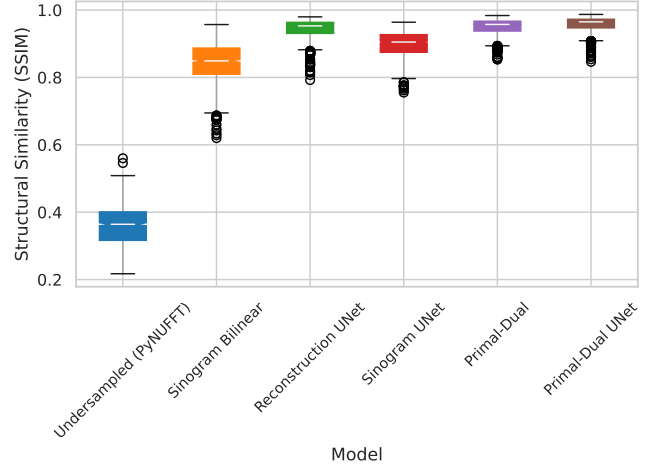 Structural Similarity (SSIM)
1.0
0.8
0.6
0.4
0.2
Undersampled (PyNUFFT)
Sinogram Bilinear
Reconstruction UNet
Sinogram UNet
Primal-Dual
Primal-Dual UNet
Model